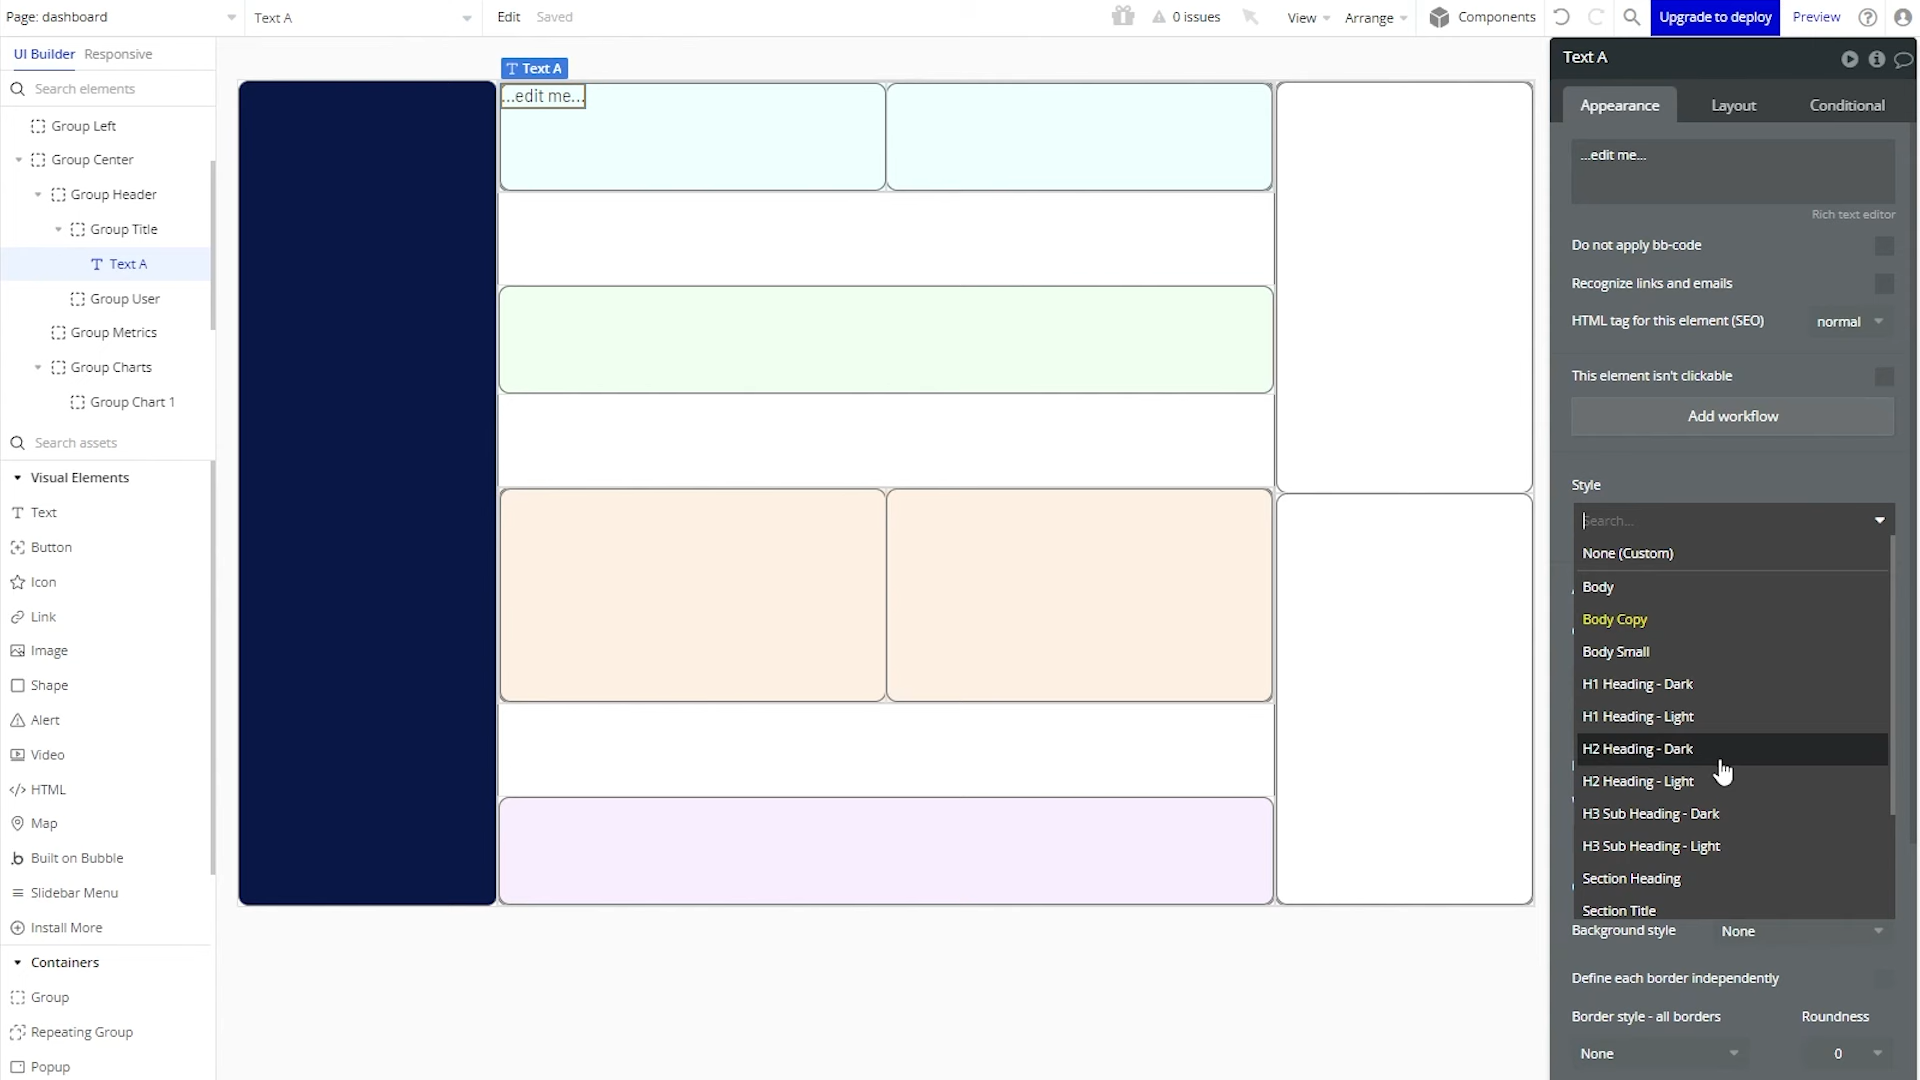 Page: dashboard
Text A
Edit
Saved
0 issues
View
Arrange
Components
Upgrade to deploy
Preview
UI Builder
Responsive
Search elements
Group Left
Group Center
Group Header
Group Title
Text A
Group User
Group Metrics
Group Charts
Group Chart 1
Search assets
Visual Elements
Text
Button
Icon
Link
Image
Shape
Alert
Video
HTML
Map
Built on Bubble
Slidebar Menu
Install More
Containers
Group
Repeating Group
Popup
Text A
...edit me...
Text A
Appearance
Layout
Conditional
...edit me...
Rich text editor
Do not apply bb-code
Recognize links and emails
HTML tag for this element (SEO)
normal
This element isn't clickable
Add workflow
Style
Search...
None (Custom)
Body
Body Copy
Body Small
H1 Heading - Dark
H1 Heading - Light
H2 Heading - Dark
H2 Heading - Light
H3 Sub Heading - Dark
H3 Sub Heading - Light
Section Heading
Section Title
Background style
None
Define each border independently
Border style - all borders
Roundness
None
0